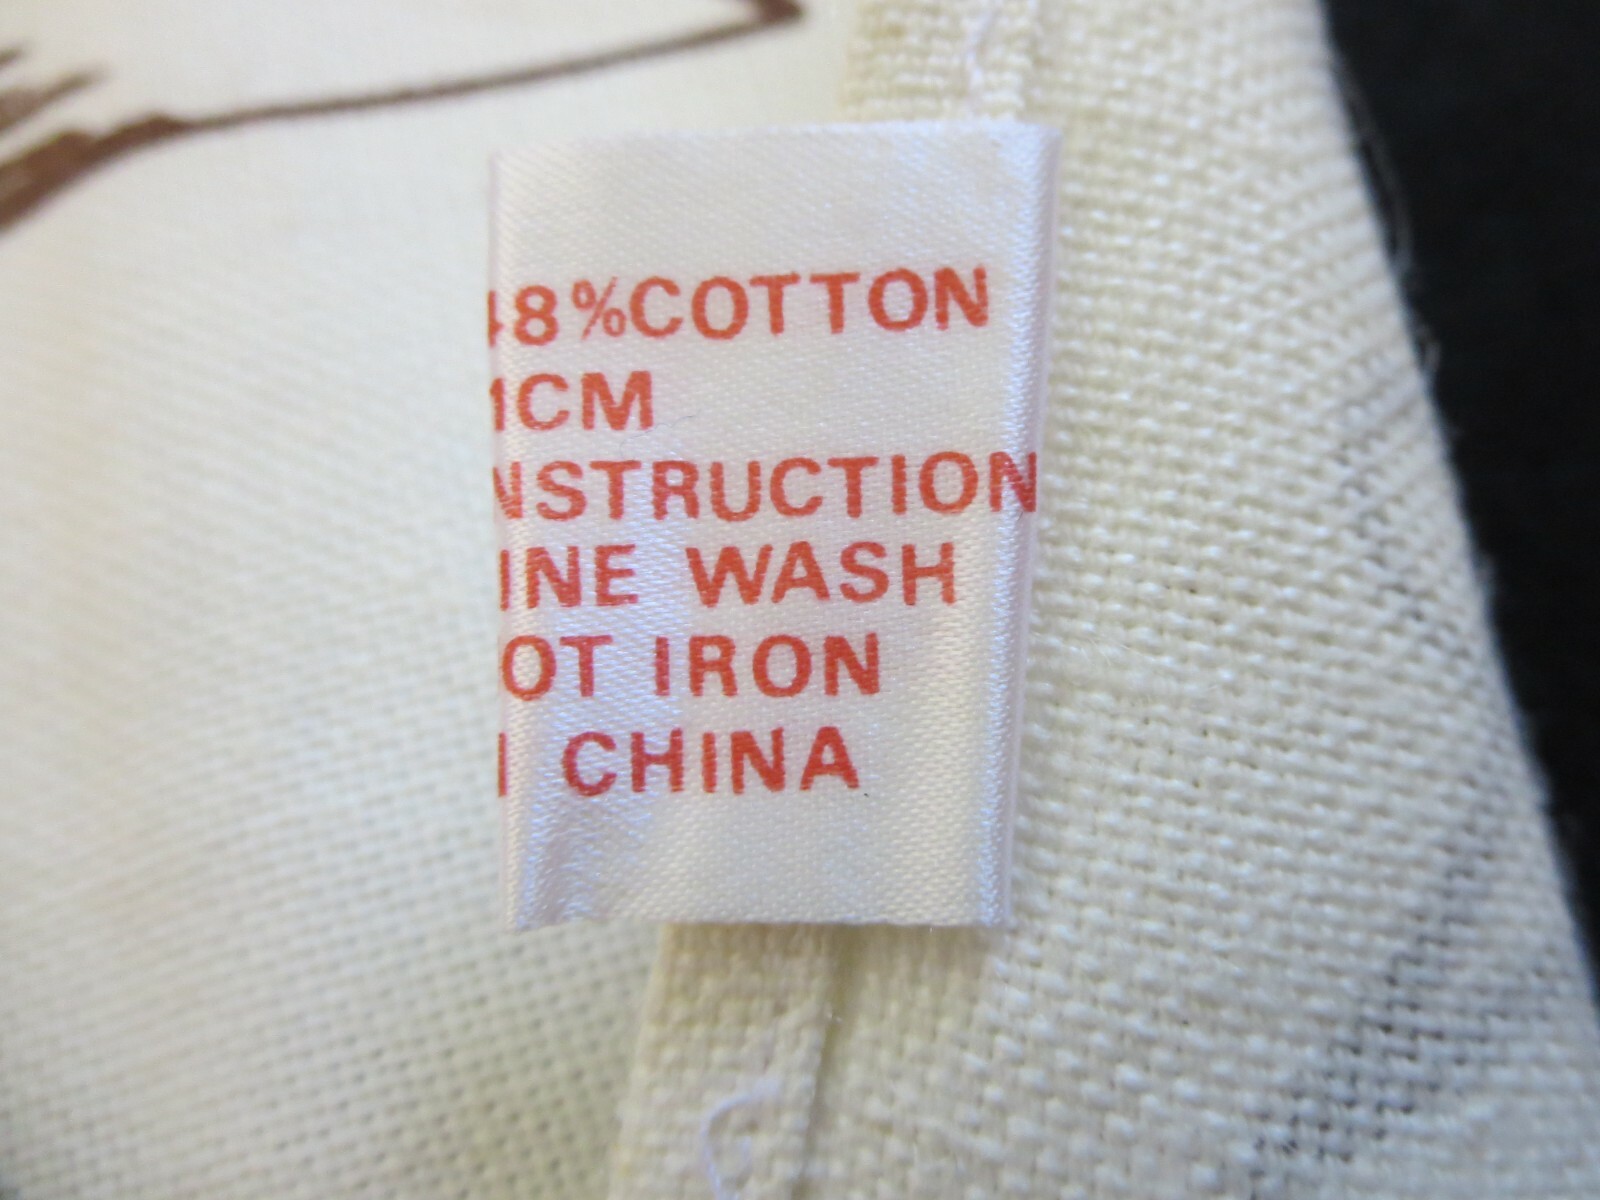 48%COTTON
1CM
NSTRUCTION
INE WASH
OT IRON
CHINA